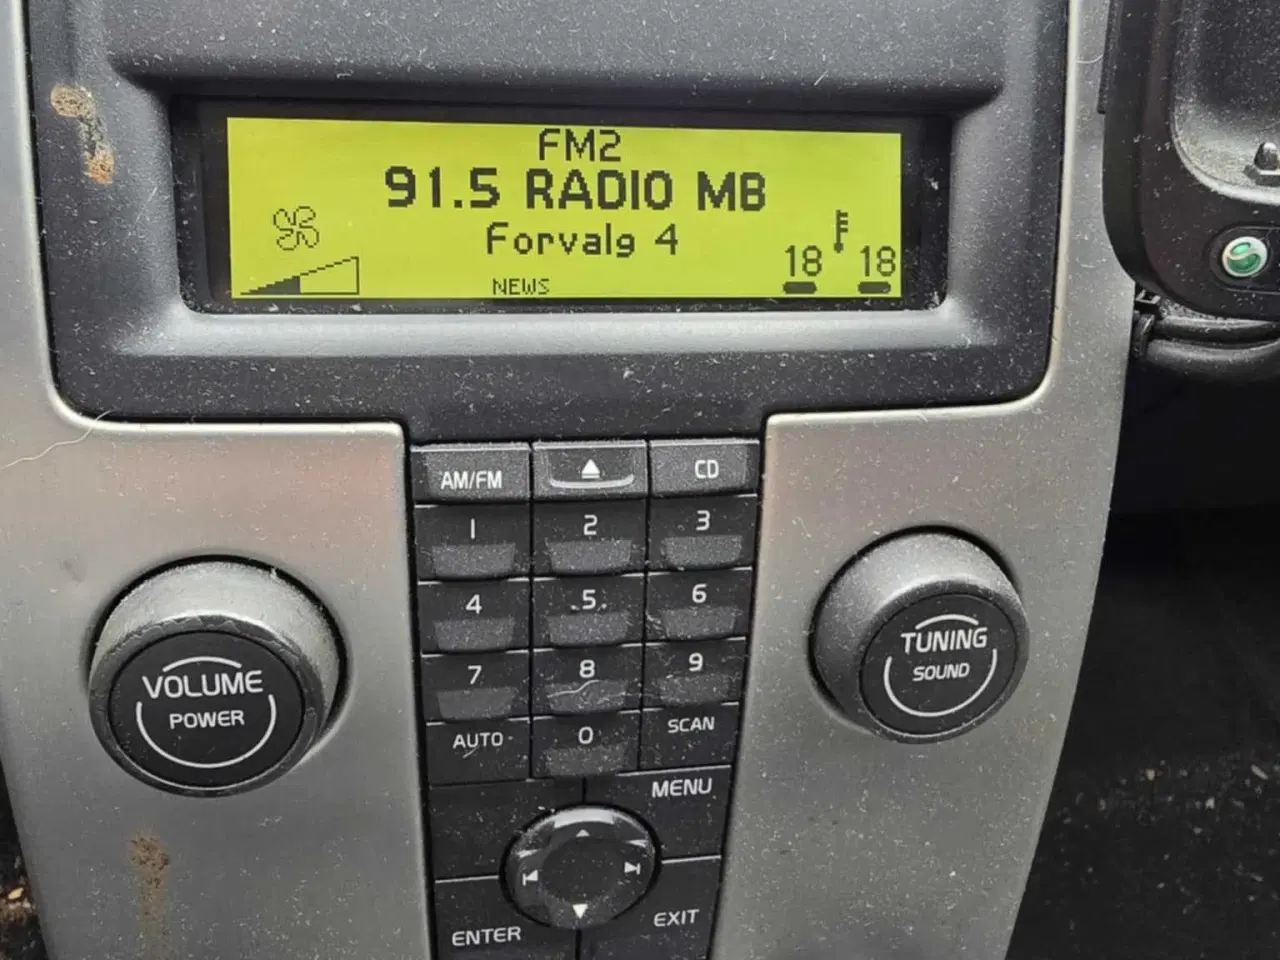 FM2
91.5 RADIO MB
Forvalg 4
18 18
NEWS
AM/FM CD
1 2 3
4 5 6
7 8 9
AUTO 0 SCAN
VOLUME
POWER
TUNING
SOUND
MENU
ENTER EXIT